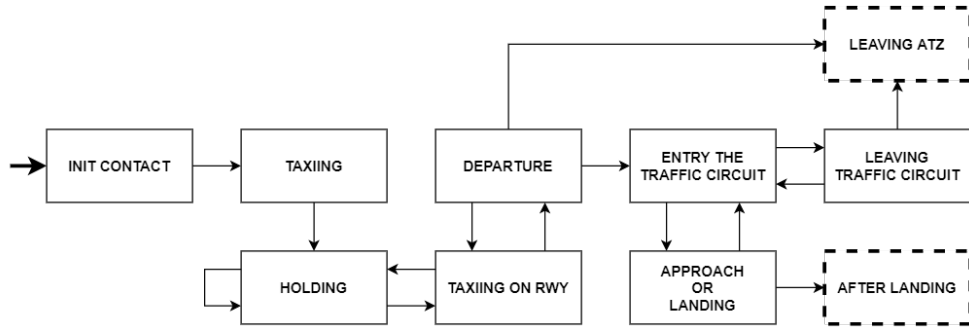 LEAVING ATZ
INIT CONTACT
TAXIING
DEPARTURE
ENTRY THE
TRAFFIC CIRCUIT
LEAVING
TRAFFIC CIRCUIT
HOLDING
TAXIING ON RWY
APPROACH
OR
LANDING
AFTER LANDING